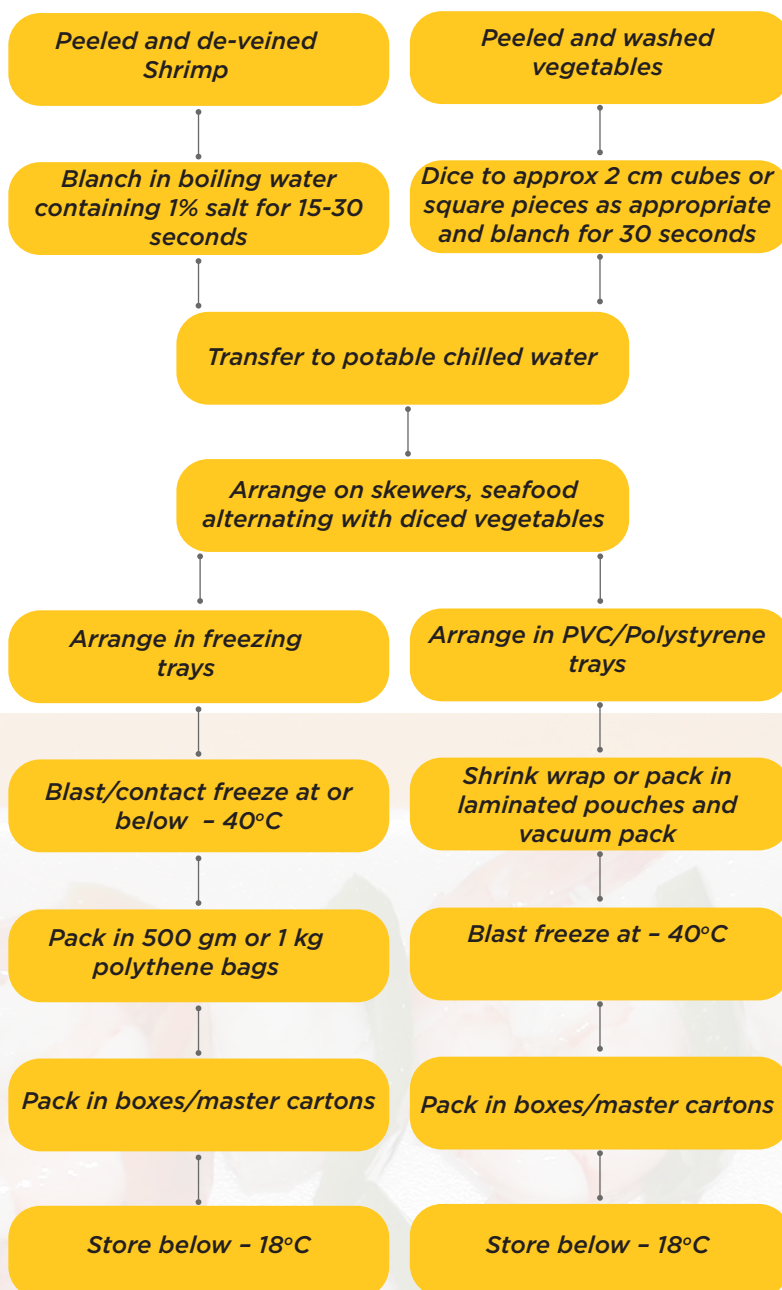 Peeled and de-veined
Shrimp
Peeled and washed
vegetables
Blanch in boiling water
containing 1% salt for 15-30
seconds
Dice to approx 2 cm cubes or
square pieces as appropriate
and blanch for 30 seconds
Transfer to potable chilled water
Arrange on skewers, seafood
alternating with diced vegetables
Arrange in freezing
trays
Arrange in PVC/Polystyrene
trays
Blast/contact freeze at or
below – 40ºC
Shrink wrap or pack in
laminated pouches and
vacuum pack
Pack in 500 gm or 1 kg
polythene bags
Blast freeze at – 40ºC
Pack in boxes/master cartons
Pack in boxes/master cartons
Store below – 18ºC
Store below – 18ºC